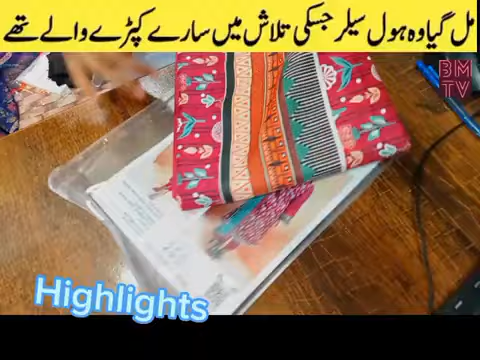 مل گیا وہ ہول سیلر جسکی تلاش میں سارے کپڑے والے تھے
BM
TV
Highlights